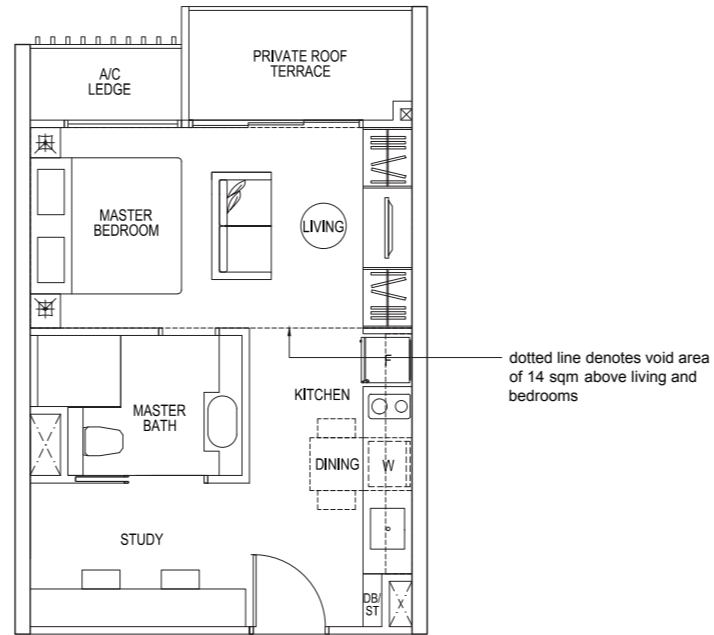 PRIVATE ROOF
TERRACE
A/C
LEDGE
MASTER
BEDROOM
LIVING
F
dotted line denotes void area
of 14 sqm above living and
bedrooms
KITCHEN
MASTER
BATH
DINING
W
STUDY
DB/
ST